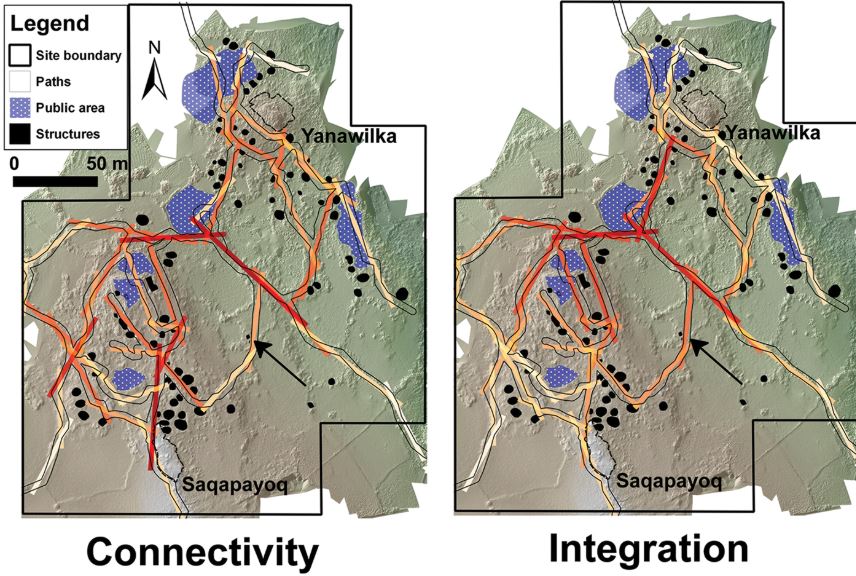 Legend
Site boundary
Paths
Public area
Structures
0 50 m
N
Yanawilka
Saqapayoq
Connectivity
Yanawilka
Saqapayoq
Integration